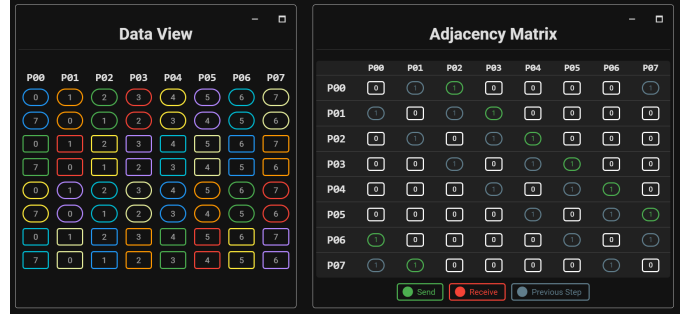 Data View
P00 P01 P02 P03 P04 P05 P06 P07
0 1 2 3 4 5 6 7
7 0 1 2 3 4 5 6
0 1 2 3 4 5 6 7
7 0 1 2 3 4 5 6
0 1 2 3 4 5 6 7
7 0 1 2 3 4 5 6
0 1 2 3 4 5 6 7
7 0 1 2 3 4 5 6
Adjacency Matrix
P00 P01 P02 P03 P04 P05 P06 P07
P00 0 1 1 0 0 0 0 1
P01 1 0 1 1 0 0 0 0
P02 0 1 0 1 1 0 0 0
P03 0 0 1 0 1 1 0 0
P04 0 0 0 1 0 1 1 0
P05 0 0 0 0 1 0 1 1
P06 1 0 0 0 0 1 0 1
P07 1 1 0 0 0 0 1 0
Send Receive Previous Step